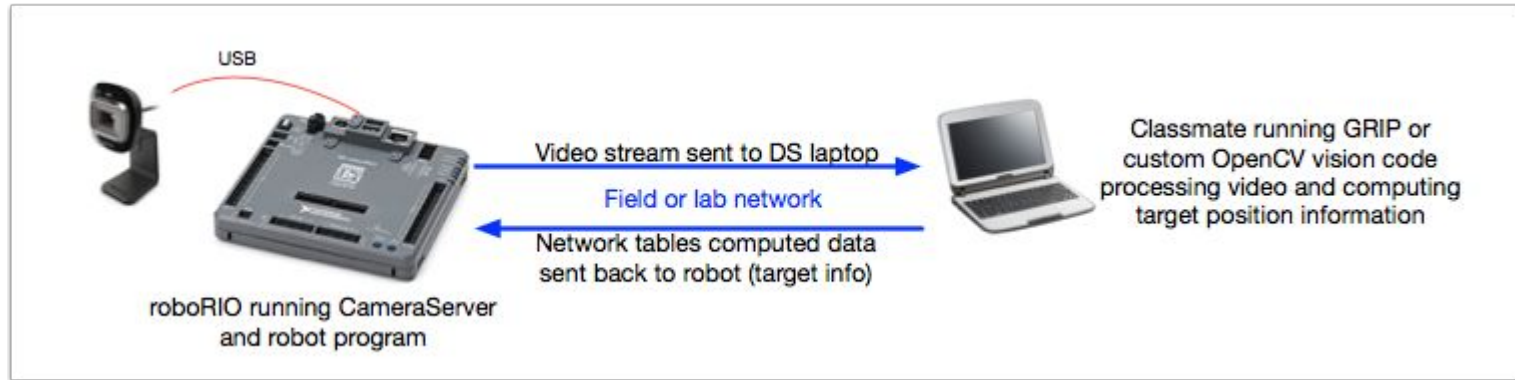 USB
Video stream sent to DS laptop
Field or lab network
Network tables computed data
sent back to robot (target info)
roboRIO running CameraServer
and robot program
Classmate running GRIP or
custom OpenCV vision code
processing video and computing
target position information